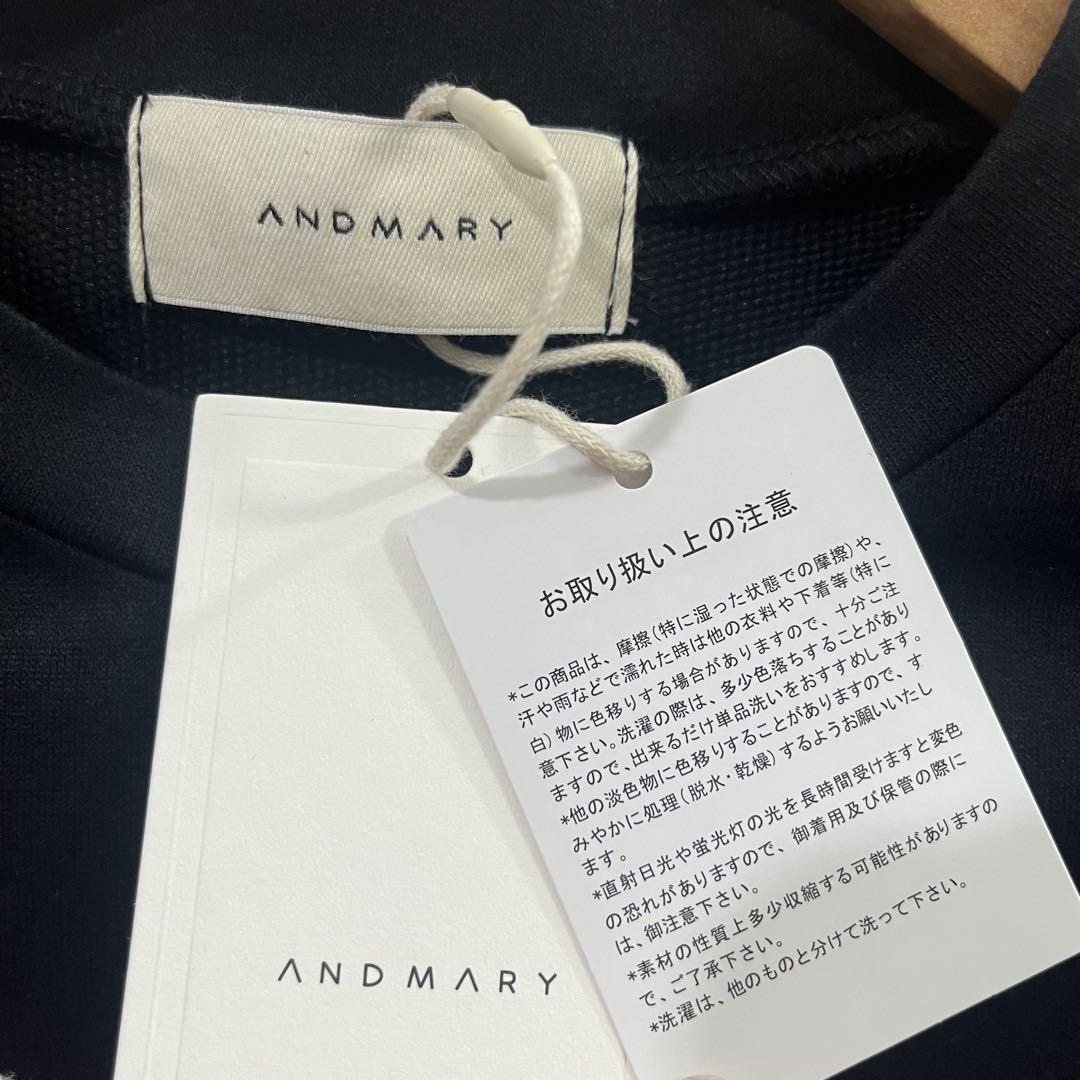 ANDMARY
お取り扱い上の注意
*この商品は、摩擦(特に湿った状態での摩擦)や、
汗や雨などで濡れた時は他の衣料や下着等(特に
白)物に色移りする場合がありますので、十分ご注
意下さい。洗濯の際は、多少色落ちすることがあり
ますので、出来るだけ単品洗いをおすすめします。
*他の淡色物に色移りすることがありますので、す
みやかに処理(脱水・乾燥)するようお願いいたし
ます。
*直射日光や蛍光灯の光を長時間受けますと変色
の恐れがありますので、御着用及び保管の際に
は、御注意下さい。
*素材の性質上多少収縮する可能性がありますの
で、ご了承下さい。
*洗濯は、他のものと分けて洗って下さい。
ANDMARY